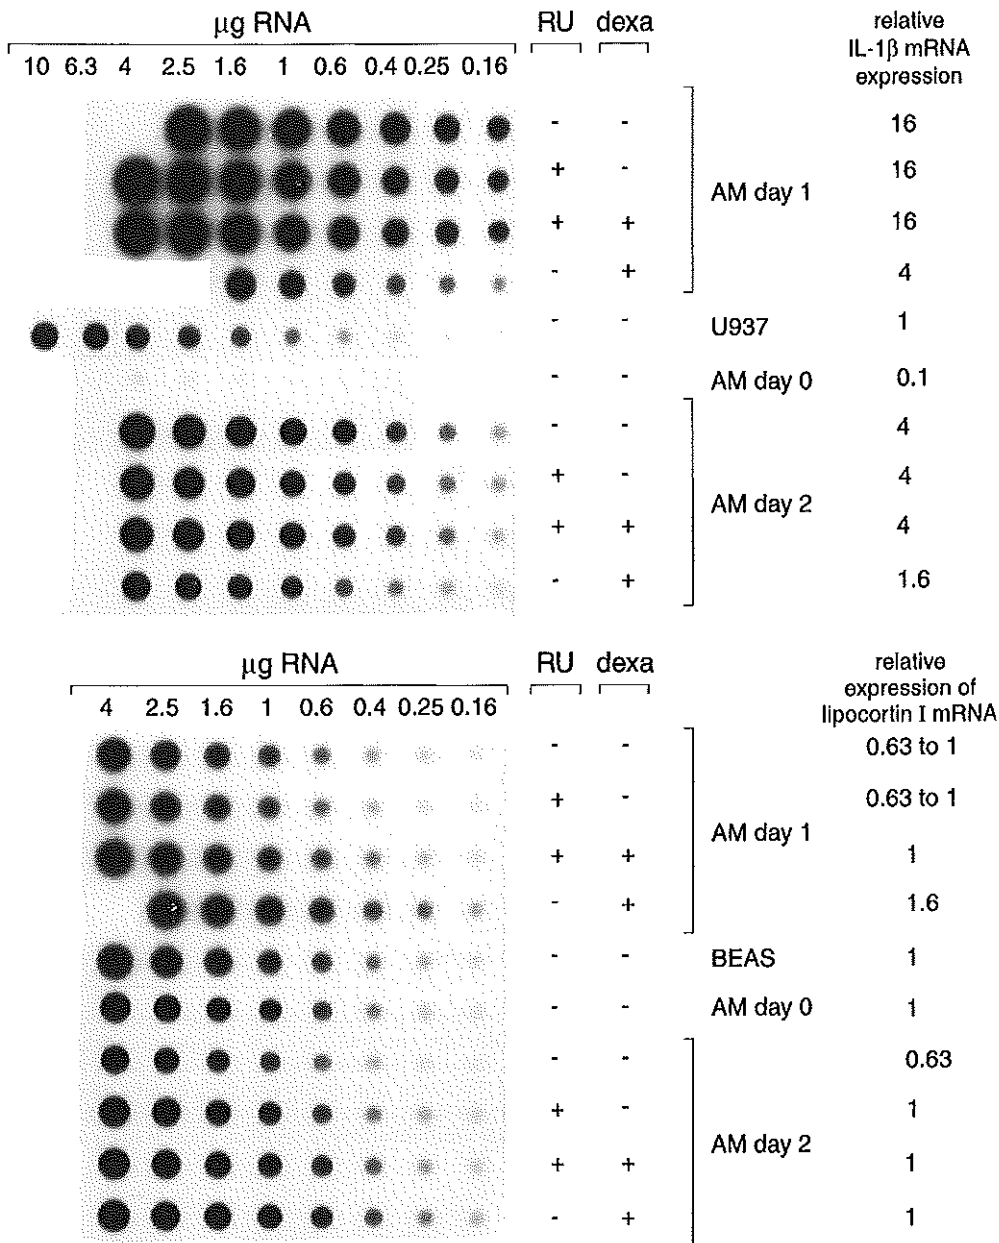 μg RNA RU dexa relative
IL-1β mRNA
expression
10 6.3 4 2.5 1.6 1 0.6 0.4 0.25 0.16
- - 16
+ - 16
AM day 1
+ + 16
- + 4
- - U937 1
- - AM day 0 0.1
- - 4
+ - 4
AM day 2
+ + 4
- + 1.6
μg RNA RU dexa relative
expression of
lipocortin I mRNA
4 2.5 1.6 1 0.6 0.4 0.25 0.16
- - 0.63 to 1
+ - 0.63 to 1
AM day 1
+ + 1
- + 1.6
- - BEAS 1
- - AM day 0 1
- - 0.63
+ - 1
AM day 2
+ + 1
- + 1